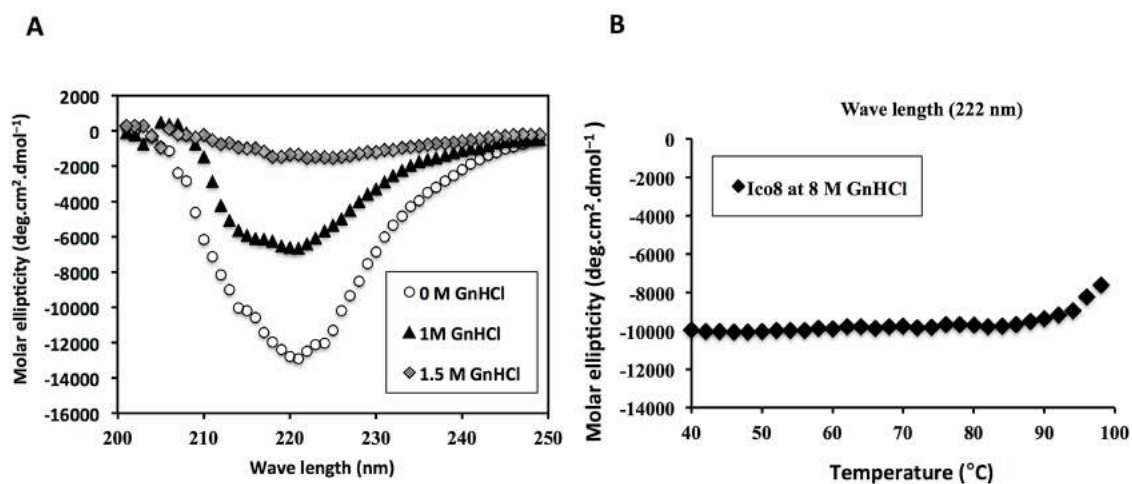 A
Molar ellipticity (deg.cm².dmol⁻¹)
2000
0
-2000
-4000
-6000
-8000
-10000
-12000
-14000
-16000
0 M GnHCl
1M GnHCl
1.5 M GnHCl
200 210 220 230 240 250
Wave length (nm)
B
Wave length (222 nm)
Molar ellipticity (deg.cm².dmol⁻¹)
0
-2000
-4000
-6000
-8000
-10000
-12000
-14000
Ico8 at 8 M GnHCl
40 50 60 70 80 90 100
Temperature (°C)